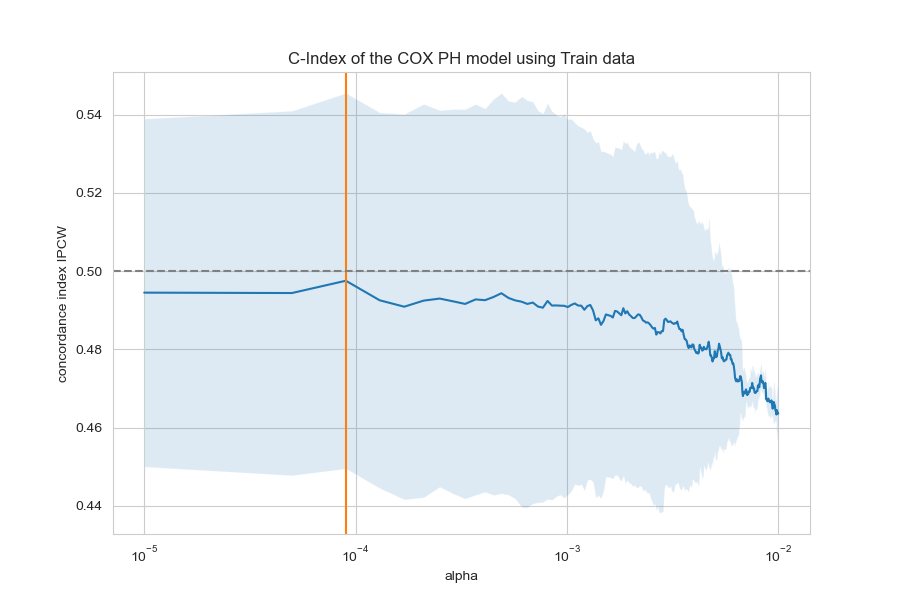 C-Index of the COX PH model using Train data
concordance index IPCW
0.54
0.52
0.50
0.48
0.46
0.44
10⁻⁵ 10⁻⁴ 10⁻³ 10⁻²
alpha